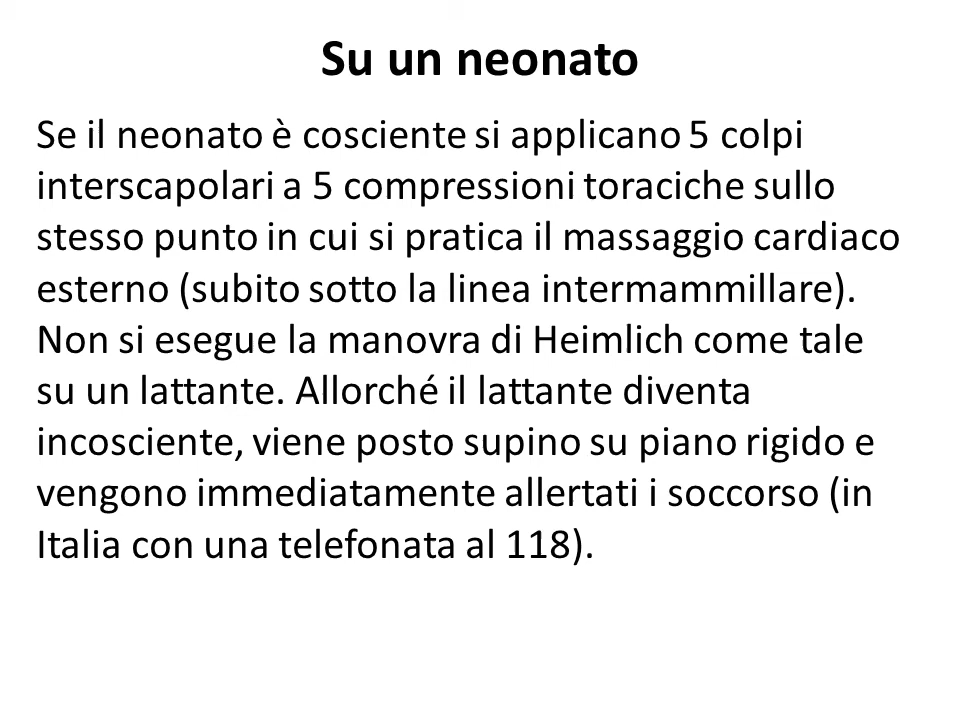 Su un neonato
Se il neonato è cosciente si applicano 5 colpi
interscapolari a 5 compressioni toraciche sullo
stesso punto in cui si pratica il massaggio cardiaco
esterno (subito sotto la linea intermammillare).
Non si esegue la manovra di Heimlich come tale
su un lattante. Allorché il lattante diventa
incosciente, viene posto supino su piano rigido e
vengono immediatamente allertati i soccorso (in
Italia con una telefonata al 118).